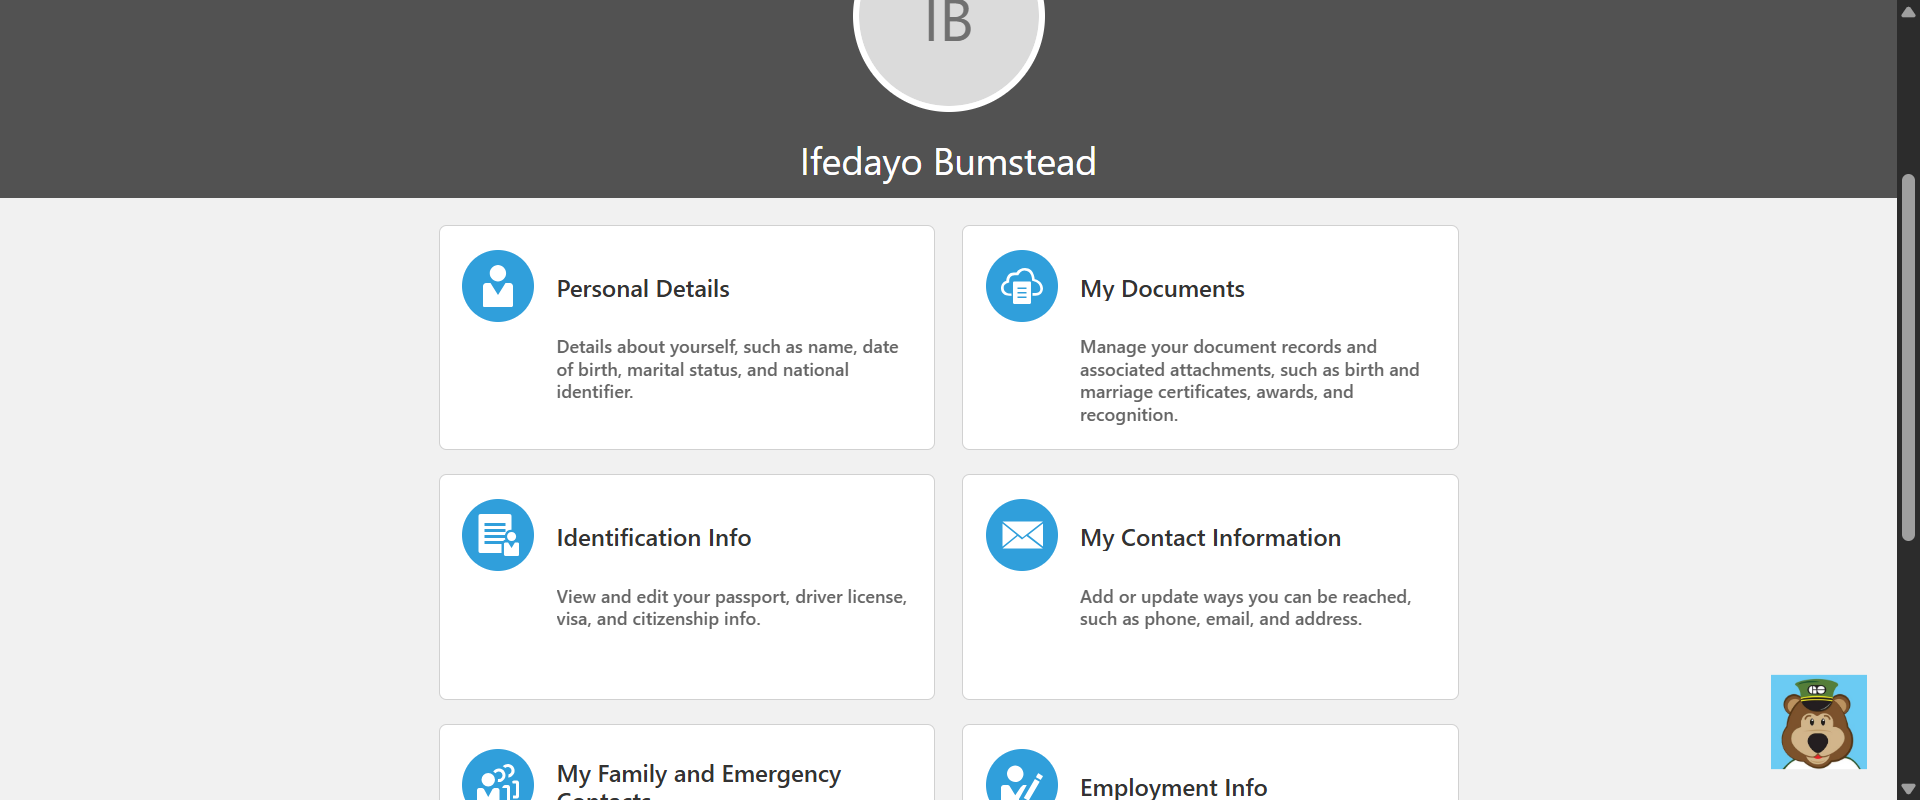 IB
Ifedayo Bumstead
Personal Details
Details about yourself, such as name, date
of birth, marital status, and national
identifier.
My Documents
Manage your document records and
associated attachments, such as birth and
marriage certificates, awards, and
recognition.
Identification Info
View and edit your passport, driver license,
visa, and citizenship info.
My Contact Information
Add or update ways you can be reached,
such as phone, email, and address.
My Family and Emergency
Contacts
Employment Info